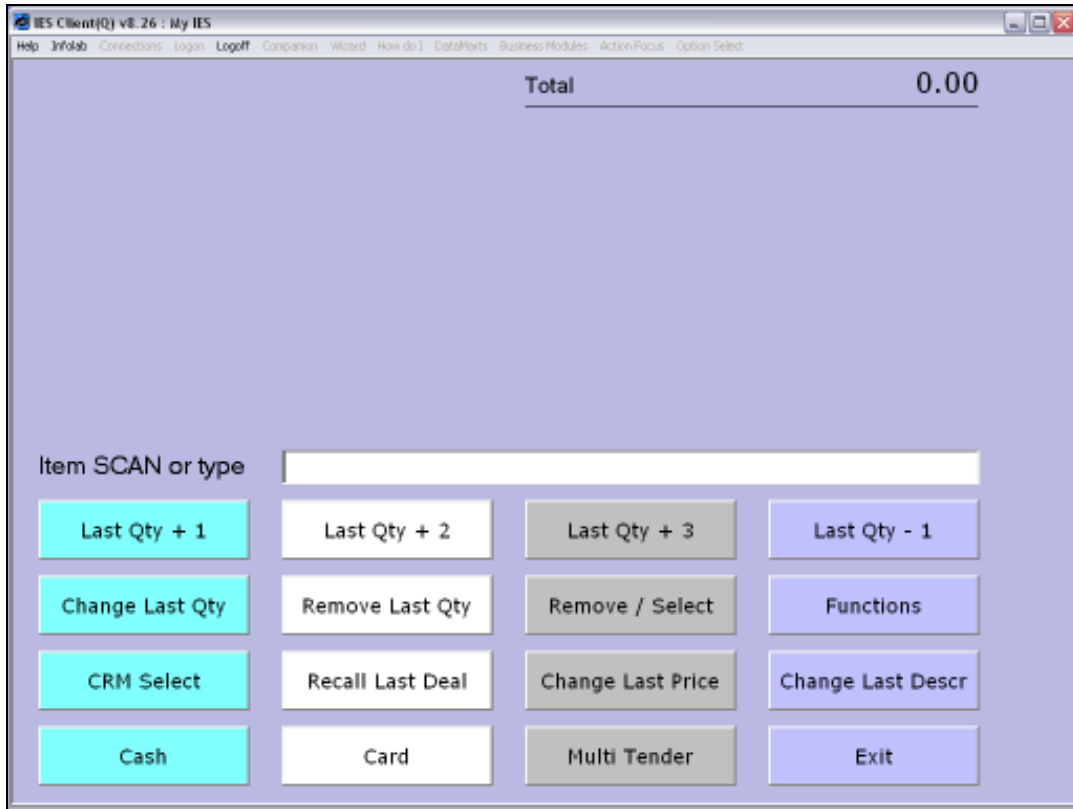 IES Client(Q) v8.26 : My IES
Help Infolab Connections Logon Logoff Companion Wizard How do I DataMarts Business Modules Action Focus Option Select
Total 0.00
Item SCAN or type
Last Qty + 1 Last Qty + 2 Last Qty + 3 Last Qty - 1
Change Last Qty Remove Last Qty Remove / Select Functions
CRM Select Recall Last Deal Change Last Price Change Last Descr
Cash Card Multi Tender Exit